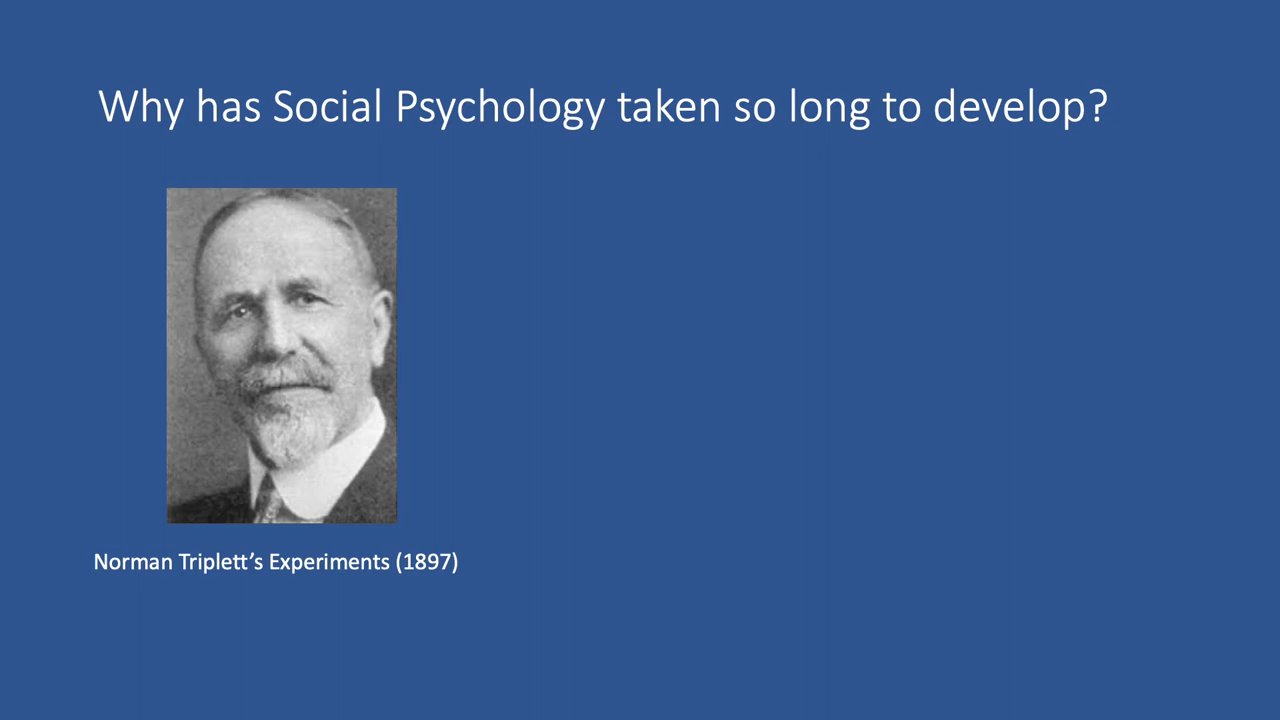 Why has Social Psychology taken so long to develop?
Norman Triplett’s Experiments (1897)